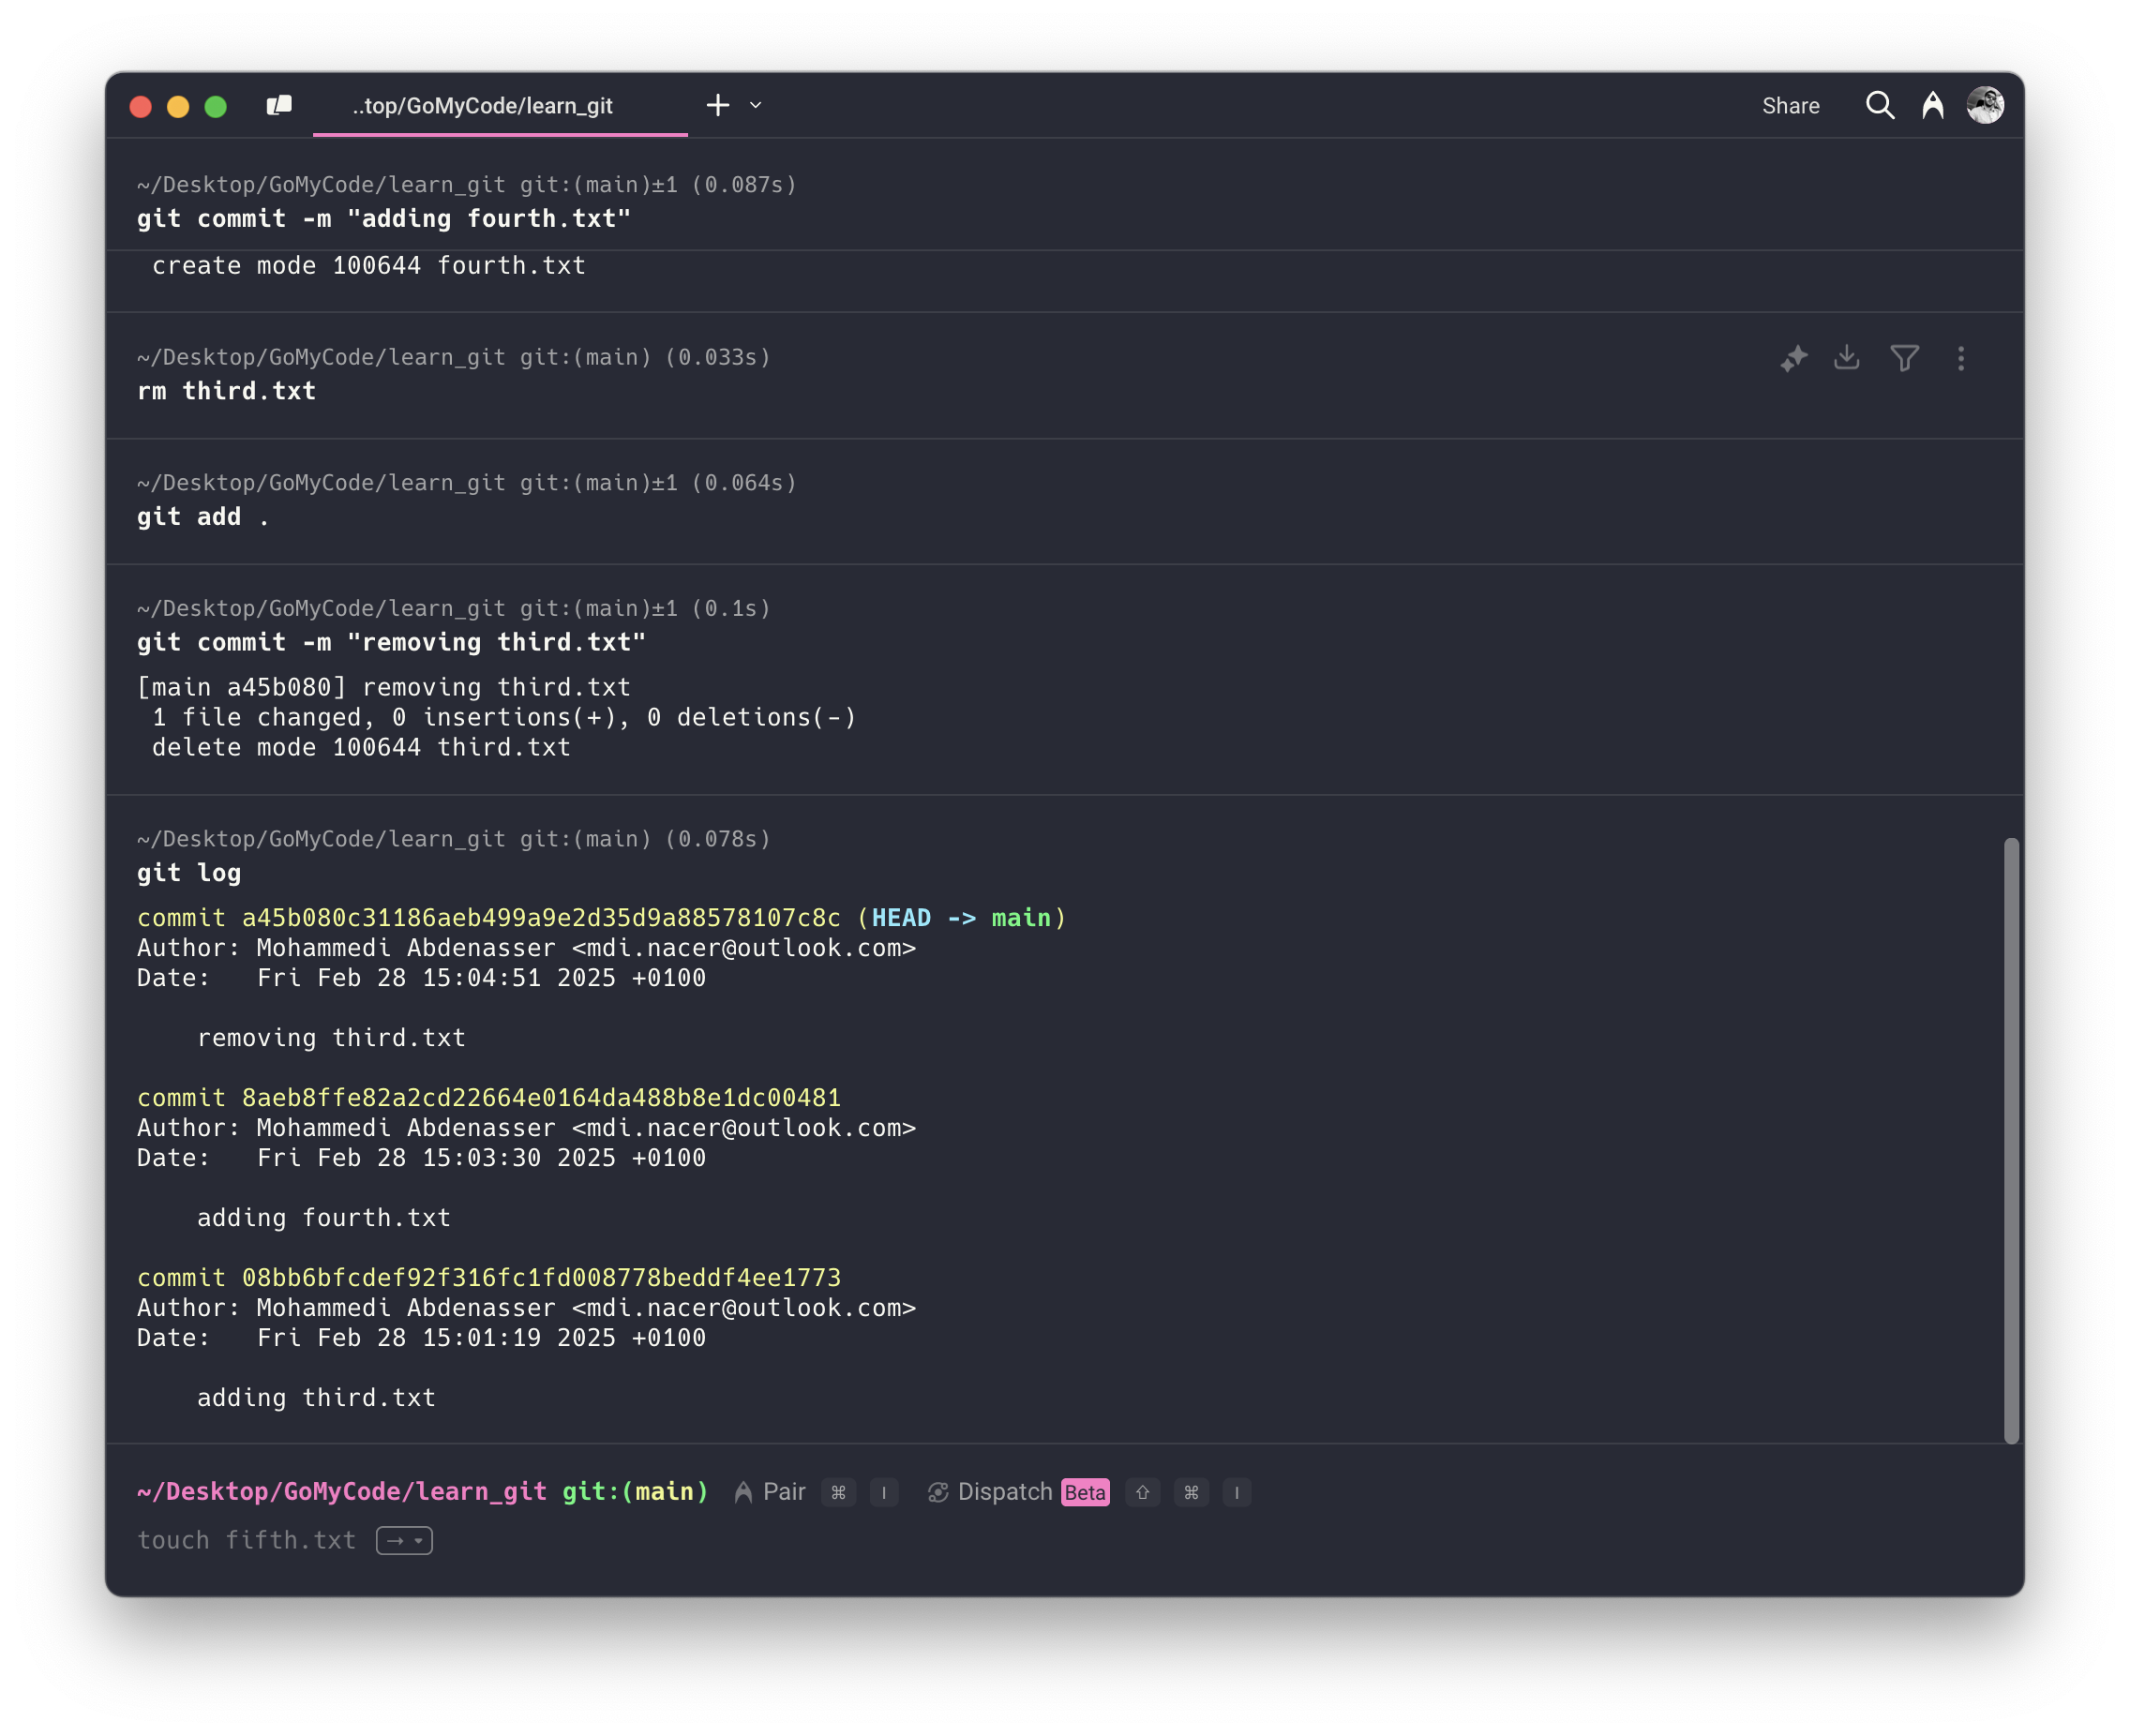 ..top/GoMyCode/learn_git
Share
~/Desktop/GoMyCode/learn_git git:(main)±1 (0.087s)
git commit -m "adding fourth.txt"
create mode 100644 fourth.txt
~/Desktop/GoMyCode/learn_git git:(main) (0.033s)
rm third.txt
~/Desktop/GoMyCode/learn_git git:(main)±1 (0.064s)
git add .
~/Desktop/GoMyCode/learn_git git:(main)±1 (0.1s)
git commit -m "removing third.txt"
[main a45b080] removing third.txt
1 file changed, 0 insertions(+), 0 deletions(-)
delete mode 100644 third.txt
~/Desktop/GoMyCode/learn_git git:(main) (0.078s)
git log
commit a45b080c31186aeb499a9e2d35d9a88578107c8c (HEAD -> main)
Author: Mohammedi Abdenasser <mdi.nacer@outlook.com>
Date:   Fri Feb 28 15:04:51 2025 +0100
removing third.txt
commit 8aeb8ffe82a2cd22664e0164da488b8e1dc00481
Author: Mohammedi Abdenasser <mdi.nacer@outlook.com>
Date:   Fri Feb 28 15:03:30 2025 +0100
adding fourth.txt
commit 08bb6bfcdef92f316fc1fd008778beddf4ee1773
Author: Mohammedi Abdenasser <mdi.nacer@outlook.com>
Date:   Fri Feb 28 15:01:19 2025 +0100
adding third.txt
~/Desktop/GoMyCode/learn_git git:(main) Pair ⌘ I Dispatch Beta ⇧ ⌘ I
touch fifth.txt →